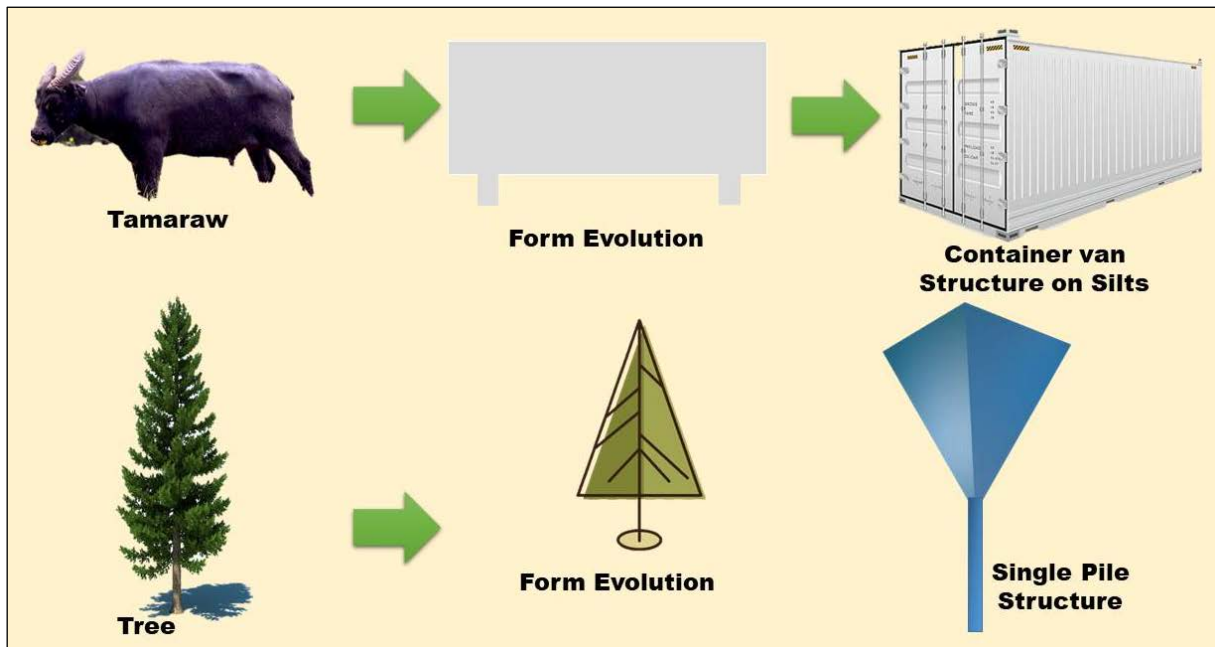 Tamaraw
Form Evolution
Container van
Structure on Silts
Tree
Form Evolution
Single Pile
Structure